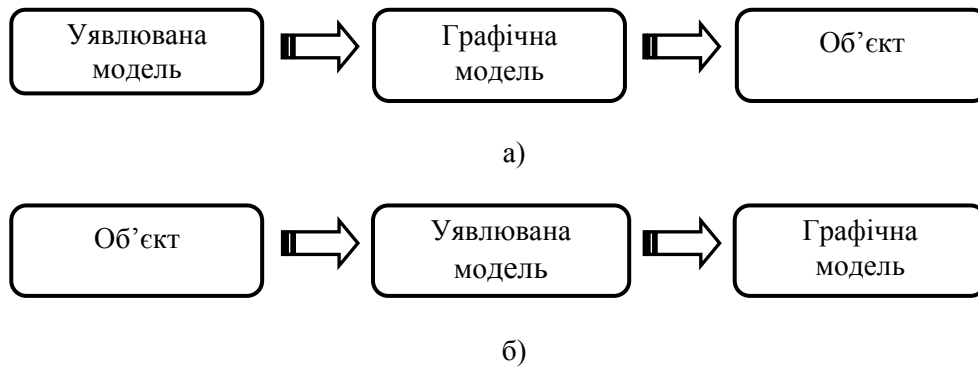 Уявлювана
модель
Графічна
модель
Об’єкт
а)
Об’єкт
Уявлювана
модель
Графічна
модель
б)